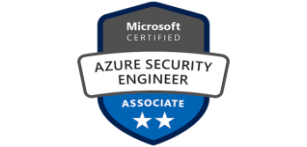 Microsoft
CERTIFIED
AZURE SECURITY
ENGINEER
ASSOCIATE